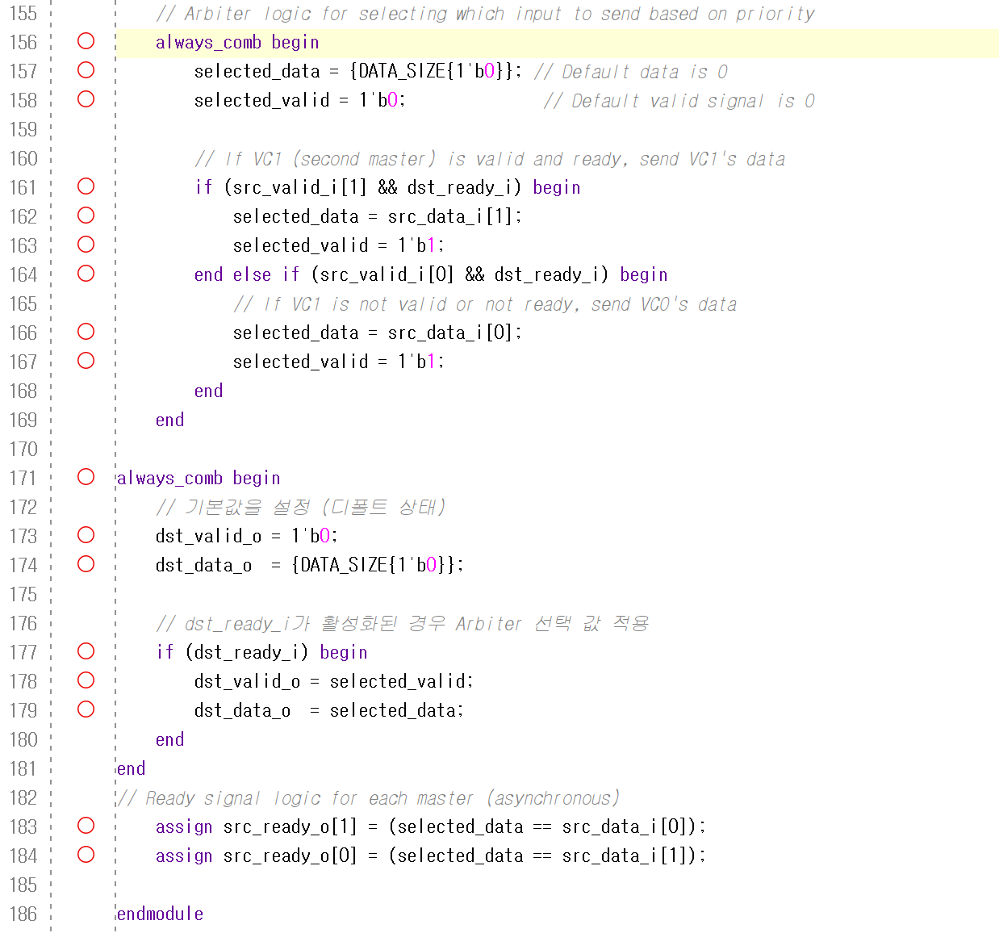 155 // Arbiter logic for selecting which input to send based on priority
156 always_comb begin
157 selected_data = {DATA_SIZE{1'b0}}; // Default data is 0
158 selected_valid = 1'b0; // Default valid signal is 0
159
160 // If VC1 (second master) is valid and ready, send VC1's data
161 if (src_valid_i[1] && dst_ready_i) begin
162 selected_data = src_data_i[1];
163 selected_valid = 1'b1;
164 end else if (src_valid_i[0] && dst_ready_i) begin
165 // If VC1 is not valid or not ready, send VC0's data
166 selected_data = src_data_i[0];
167 selected_valid = 1'b1;
168 end
169 end
170
171 always_comb begin
172 // 기본값을 설정 (디폴트 상태)
173 dst_valid_o = 1'b0;
174 dst_data_o  = {DATA_SIZE{1'b0}};
175
176 // dst_ready_i가 활성화된 경우 Arbiter 선택 값 적용
177 if (dst_ready_i) begin
178 dst_valid_o = selected_valid;
179 dst_data_o  = selected_data;
180 end
181 end
182 // Ready signal logic for each master (asynchronous)
183 assign src_ready_o[1] = (selected_data == src_data_i[0]);
184 assign src_ready_o[0] = (selected_data == src_data_i[1]);
185
186 endmodule